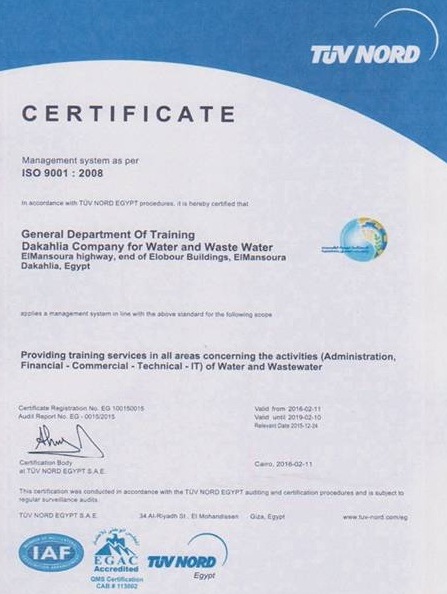 TÜV NORD
CERTIFICATE
Management system as per
ISO 9001 : 2008
In accordance with TÜV NORD EGYPT procedures, it is hereby certified that
General Department Of Training
Dakahlia Company for Water and Waste Water
ElMansoura highway, end of Elobour Buildings, ElMansoura
Dakahlia, Egypt
applies a management system in line with the above standard for the following scope
Providing training services in all areas concerning the activities (Administration,
Financial - Commercial - Technical - IT) of Water and Wastewater
Certificate Registration No. EG 100150015
Audit Report No. EG - 0015/2015
Valid from 2016-02-11
Valid until 2019-02-10
Relevant Date 2015-12-24
Certification Body
at TÜV NORD EGYPT S.A.E.
Cairo, 2016-02-11
This certification was conducted in accordance with the TÜV NORD EGYPT auditing and certification procedures and is subject to
regular surveillance audits.
TÜV NORD EGYPT S.A.E. 34 Al-Riyadh St., El Mohandissen Giza, Egypt www.tuv-nord.com/eg
IAF
EGAC
Accredited
QMS Certification
CAB # 113002
TÜV NORD
Egypt